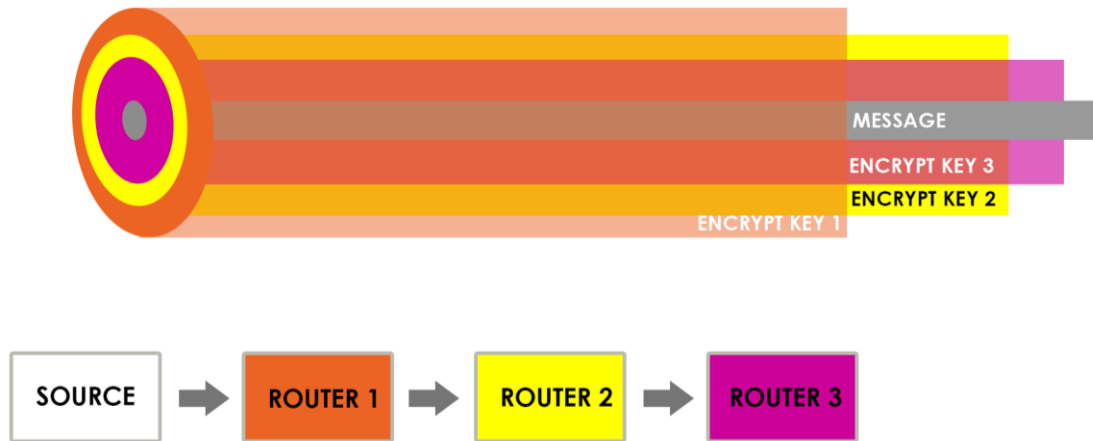 MESSAGE
ENCRYPT KEY 3
ENCRYPT KEY 2
ENCRYPT KEY 1
SOURCE
ROUTER 1
ROUTER 2
ROUTER 3